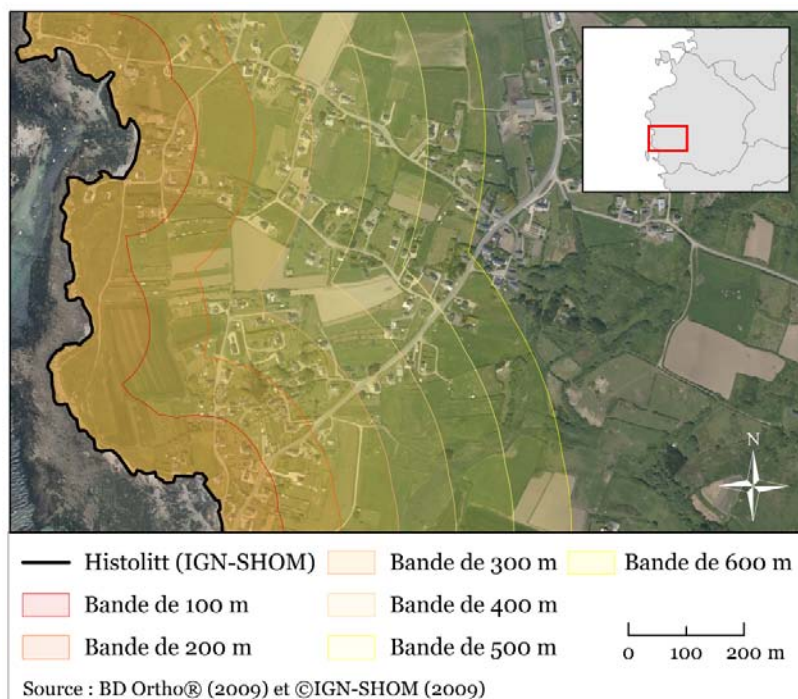 N
Histolitt (IGN-SHOM)
Bande de 300 m
Bande de 600 m
Bande de 100 m
Bande de 400 m
Bande de 200 m
Bande de 500 m
0 100 200 m
Source : BD Ortho® (2009) et ©IGN-SHOM (2009)